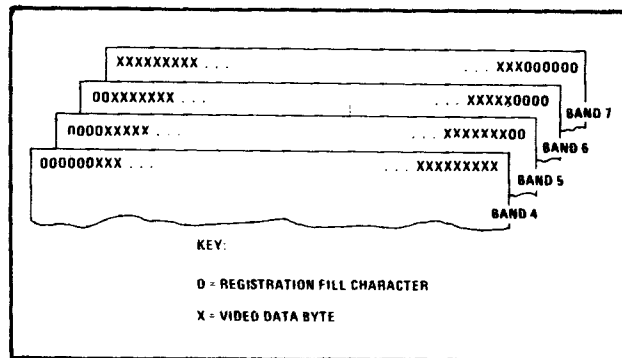 XXXXXXXXX ... ... XXX000000
00XXXXXXX ... ... XXXXX0000
BAND 7
0000XXXXX ... ... XXXXXXX00
BAND 6
000000XXX ... ... XXXXXXXXX
BAND 5
BAND 4
KEY:
0 = REGISTRATION FILL CHARACTER
X = VIDEO DATA BYTE